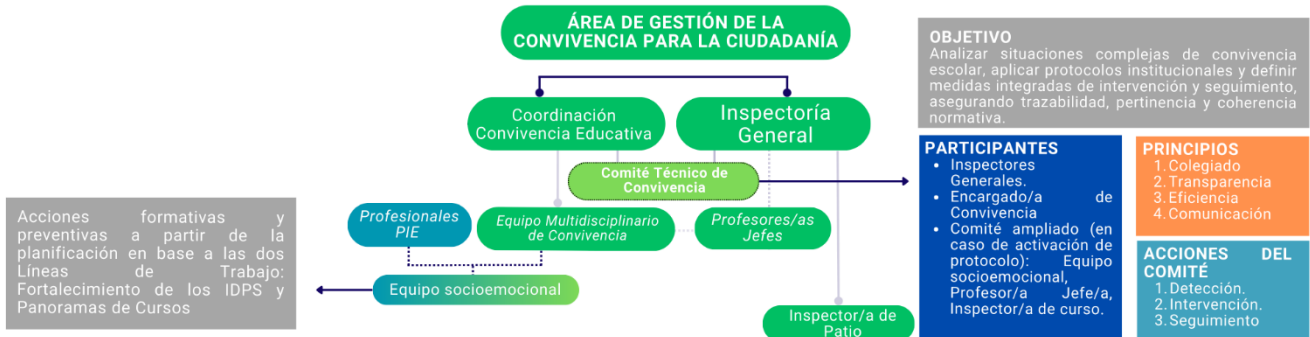 ÁREA DE GESTIÓN DE LA
CONVIVENCIA PARA LA CIUDADANÍA
Coordinación
Convivencia Educativa
Inspectoría
General
Comité Técnico de
Convivencia
Profesionales
PIE
Equipo Multidisciplinario
de Convivencia
Profesores/as
Jefes
Equipo socioemocional
Inspector/a de
Patio
Acciones formativas y
preventivas a partir de la
planificación en base a las dos
Líneas de Trabajo:
Fortalecimiento de los IDPS y
Panoramas de Cursos
OBJETIVO
Analizar situaciones complejas de convivencia
escolar, aplicar protocolos institucionales y definir
medidas integradas de intervención y seguimiento,
asegurando trazabilidad, pertinencia y coherencia
normativa.
PARTICIPANTES
• Inspectores
Generales.
• Encargado/a de
Convivencia
• Comité ampliado (en
caso de activación de
protocolo): Equipo
socioemocional,
Profesor/a Jefe/a,
Inspector/a de curso.
PRINCIPIOS
1. Colegiado
2. Transparencia
3. Eficiencia
4. Comunicación
ACCIONES DEL
COMITÉ
1. Detección.
2. Intervención.
3. Seguimiento